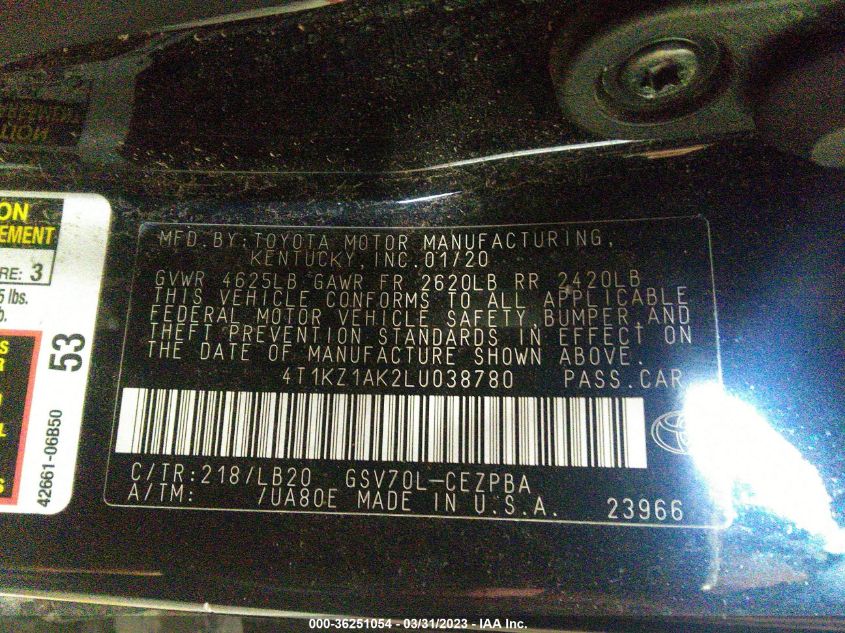 MFD. BY: TOYOTA MOTOR MANUFACTURING,
KENTUCKY, INC. 01/20
GVWR 4625LB GAWR FR 2620LB RR 2420LB
THIS VEHICLE CONFORMS TO ALL APPLICABLE
FEDERAL MOTOR VEHICLE SAFETY, BUMPER, AND
THEFT PREVENTION STANDARDS IN EFFECT ON
THE DATE OF MANUFACTURE SHOWN ABOVE.
4T1KZ1AK2LU038780 PASS. CAR
C/TR: 218/LB20 GSV70L-CEZPBA
A/TM: /UA80E MADE IN U.S.A. 23966
ON
EMENT
RE: 3
5 lbs.
b.
S
R
L
S
53
42661-06B50
000-36251054 - 03/31/2023 - IAA Inc.